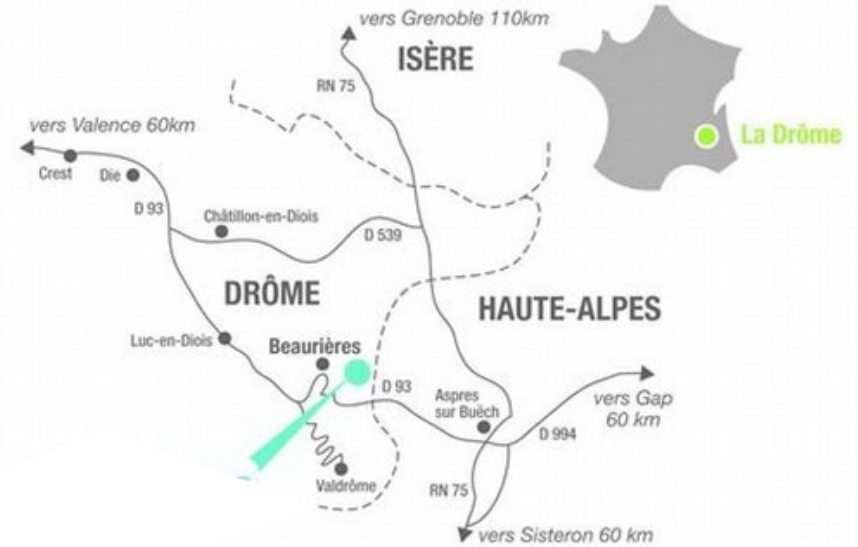 vers Grenoble 110km
ISÈRE
RN 75
vers Valence 60km
La Drôme
Crest
Die
D 93
Châtillon-en-Diois
D 539
DRÔME
HAUTE-ALPES
Luc-en-Diois
Beaurières
D 93
Aspres
sur Buëch
vers Gap
60 km
D 994
Valdrôme
RN 75
vers Sisteron 60 km